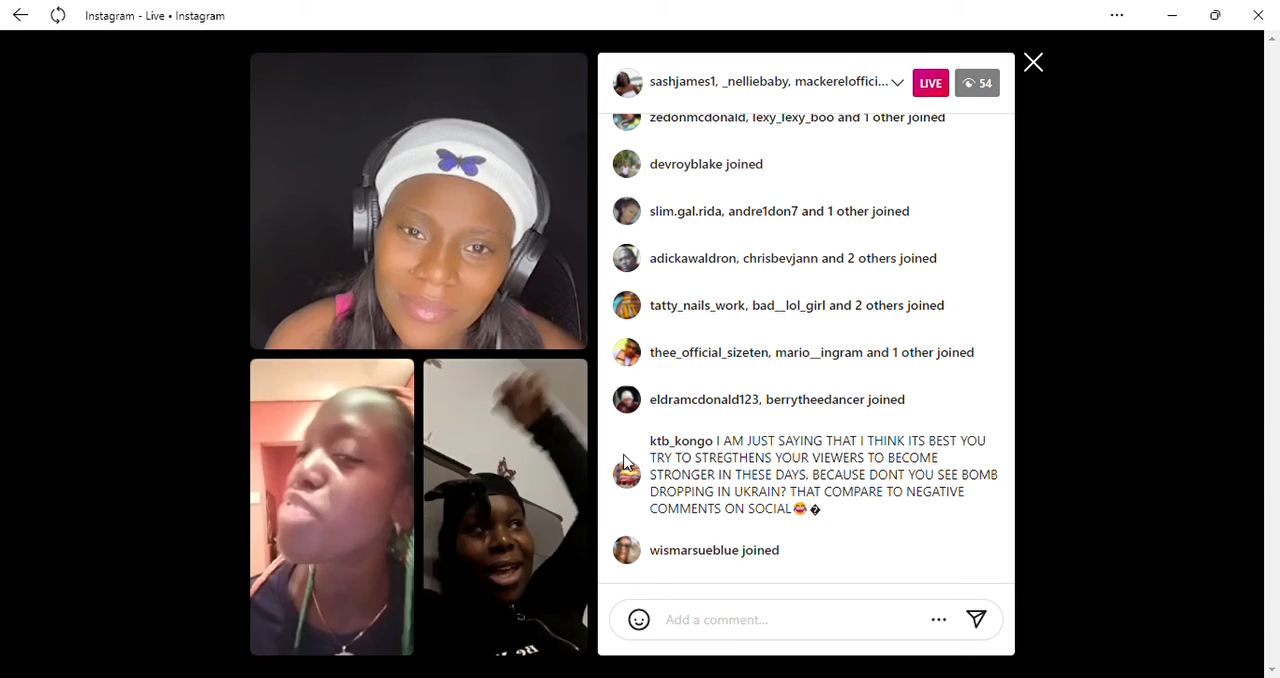 Instagram - Live • Instagram
sashjames1, _nelliebaby, mackereloffici...
LIVE
54
zedonmcdonald, lexy_lexy_boo and 1 other joined
devroyblake joined
slim.gal.rida, andre1don7 and 1 other joined
adickawaldron, chrisbevjann and 2 others joined
tatty_nails_work, bad__lol_girl and 2 others joined
thee_official_sizeten, mario__ingram and 1 other joined
eldramcdonald123, berrytheedancer joined
ktb_kongo I AM JUST SAYING THAT I THINK ITS BEST YOU
TRY TO STREGTHENS YOUR VIEWERS TO BECOME
STRONGER IN THESE DAYS, BECAUSE DONT YOU SEE BOMB
DROPPING IN UKRAIN? THAT COMPARE TO NEGATIVE
COMMENTS ON SOCIAL😂�
wismarsueblue joined
Add a comment...